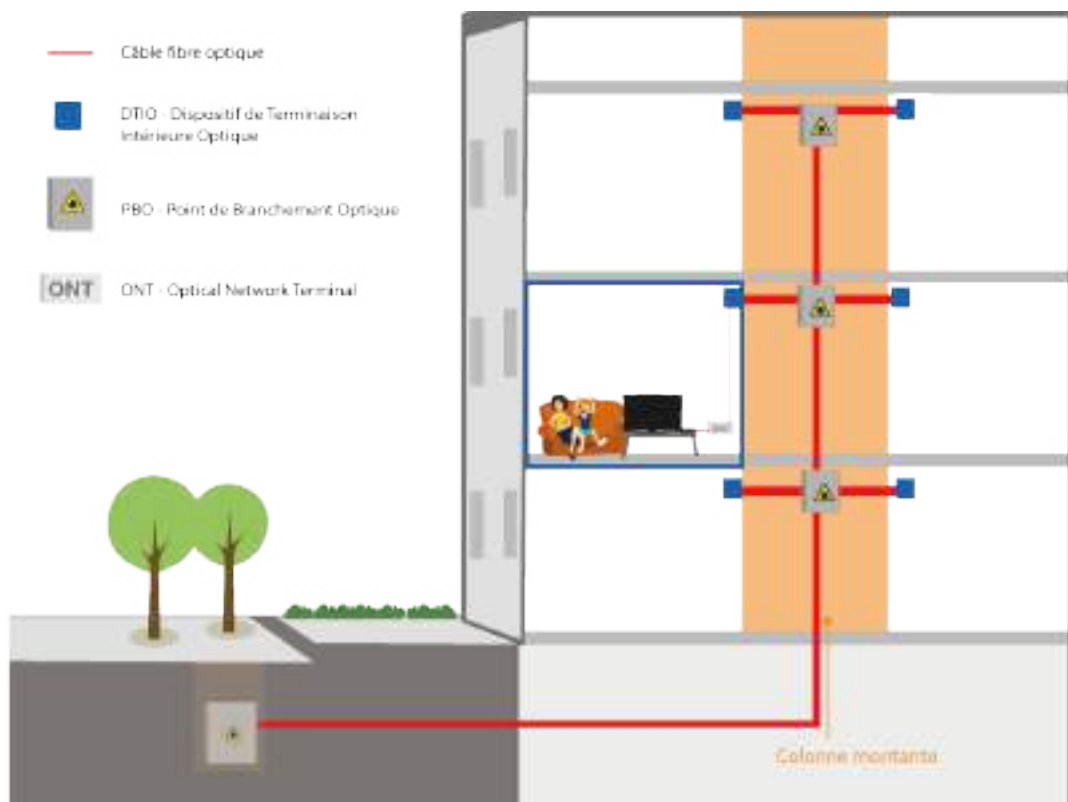 Câble fibre optique
DTIO - Dispositif de Terminaison
Intérieure Optique
PBO - Point de Branchement Optique
ONT
ONT - Optical Network Terminal
ONT
Colonne montante